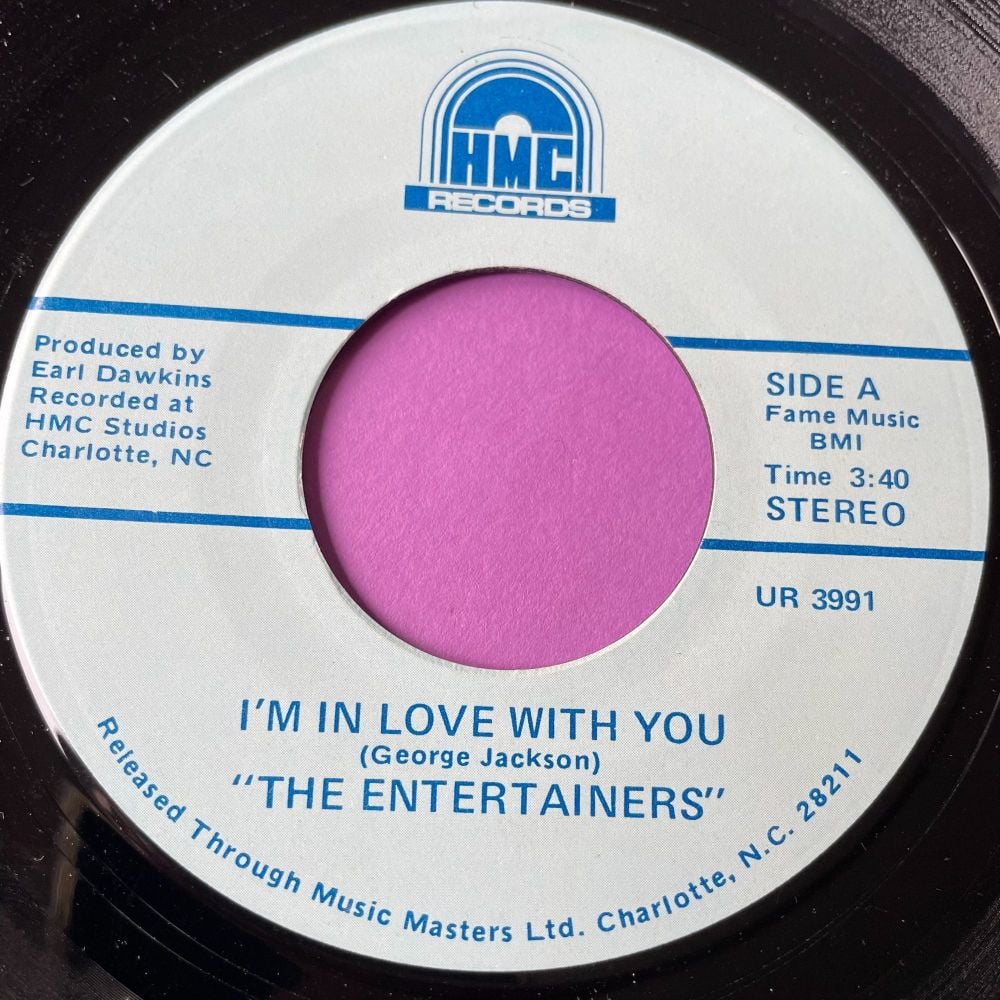 HMC
RECORDS
Produced by
Earl Dawkins
Recorded at
HMC Studios
Charlotte, NC
SIDE A
Fame Music
BMI
Time 3:40
STEREO
UR 3991
I'M IN LOVE WITH YOU
(George Jackson)
"THE ENTERTAINERS"
Released Through Music Masters Ltd. Charlotte, N.C. 28211